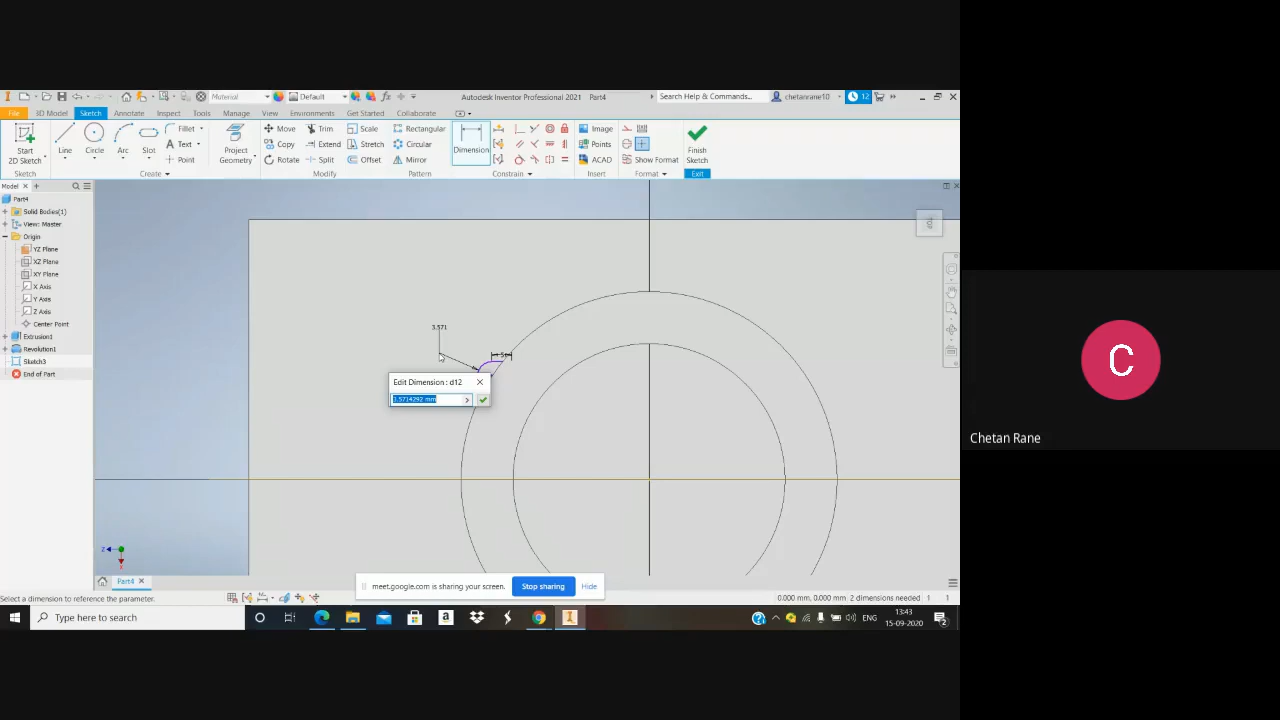 Material
Default
Autodesk Inventor Professional 2021 Part4
Search Help & Commands...
chetanrane10
12
File 3D Model Sketch Annotate Inspect Tools Manage View Environments Get Started Collaborate
Start
2D Sketch
Line
Circle
Arc
Slot
Fillet
Text
Point
Project
Geometry
Move
Copy
Rotate
Trim
Extend
Split
Scale
Stretch
Offset
Rectangular
Circular
Mirror
Dimension
Image
Points
ACAD
Show Format
Finish
Sketch
Sketch Create Modify Pattern Constrain Insert Format Exit
Model
Part4
Solid Bodies(1)
View: Master
Origin
YZ Plane
XZ Plane
XY Plane
X Axis
Y Axis
Z Axis
Center Point
Extrusion1
Revolution1
Sketch3
End of Part
3.571
Edit Dimension : d12
3.5714292 mm
Z
X
Chetan Rane
C
Part4
meet.google.com is sharing your screen.
Stop sharing
Hide
Select a dimension to reference the parameter.
0.000 mm, 0.000 mm 2 dimensions needed 1 1
Type here to search
ENG
13:43
15-09-2020
2